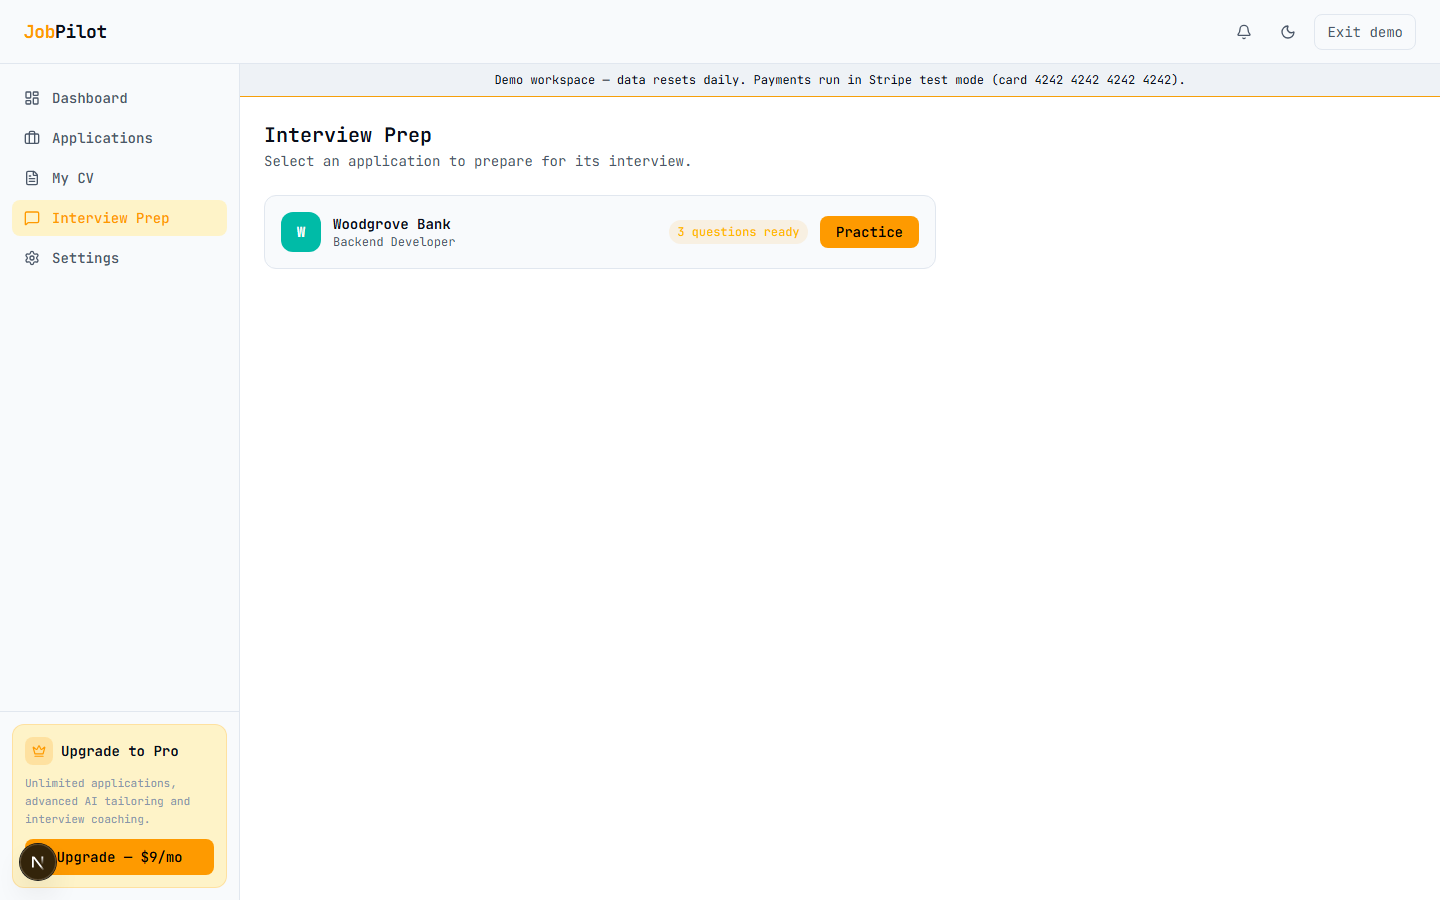 JobPilot
Exit demo
Dashboard
Applications
My CV
Interview Prep
Settings
Demo workspace — data resets daily. Payments run in Stripe test mode (card 4242 4242 4242 4242).
Interview Prep
Select an application to prepare for its interview.
W
Woodgrove Bank
Backend Developer
3 questions ready
Practice
Upgrade to Pro
Unlimited applications,
advanced AI tailoring and
interview coaching.
Upgrade — $9/mo
N